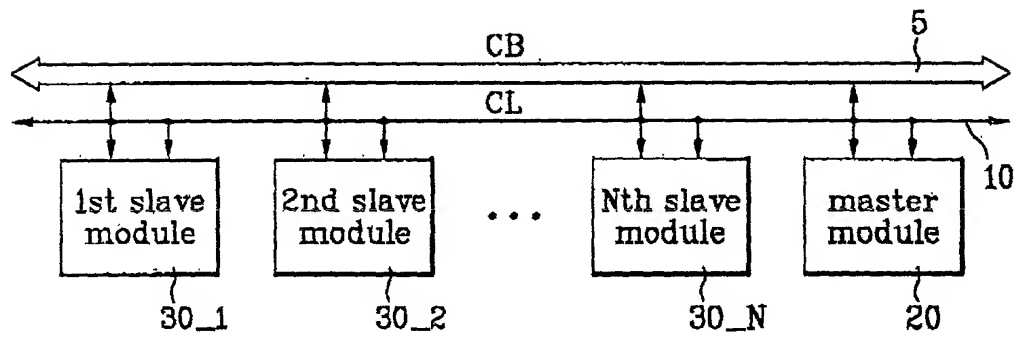 CB
5
CL
10
1st slave
module
2nd slave
module
...
Nth slave
module
master
module
30_1
30_2
30_N
20